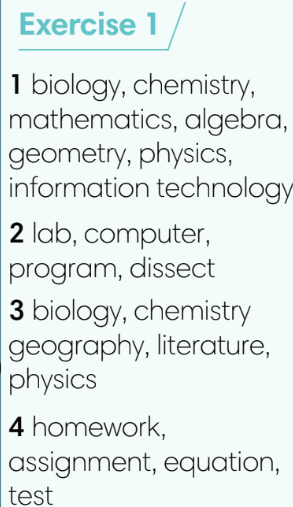 Exercise 1
1 biology, chemistry,
mathematics, algebra,
geometry, physics,
information technology
2 lab, computer,
program, dissect
3 biology, chemistry
geography, literature,
physics
4 homework,
assignment, equation,
test